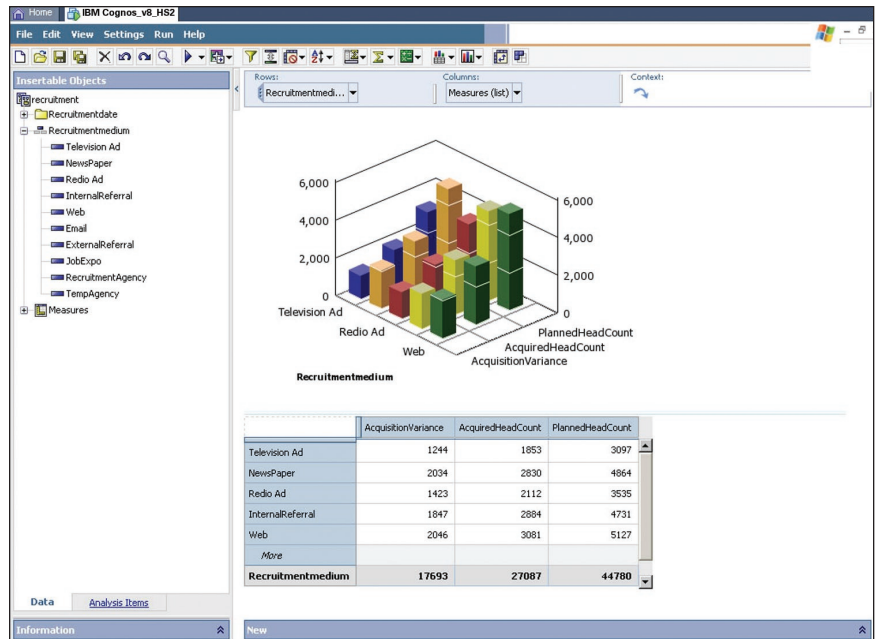 Home IBM Cognos_v8_HS2
File Edit View Settings Run Help
Insertable Objects
recruitment
Recruitmentdate
Recruitmentmedium
Television Ad
NewsPaper
Redio Ad
InternalReferral
Web
Email
ExternalReferral
JobExpo
RecruitmentAgency
TempAgency
Measures
Data Analysis Items
Information
Rows: Columns: Context:
Recruitmentmedi... Measures (list)
6,000
4,000
2,000
0
6,000
4,000
2,000
0
Television Ad
Redio Ad
Web
PlannedHeadCount
AcquiredHeadCount
AcquisitionVariance
Recruitmentmedium
AcquisitionVariance AcquiredHeadCount PlannedHeadCount
Television Ad 1244 1853 3097
NewsPaper 2034 2830 4864
Redio Ad 1423 2112 3535
InternalReferral 1847 2884 4731
Web 2046 3081 5127
More
Recruitmentmedium 17693 27087 44780
New